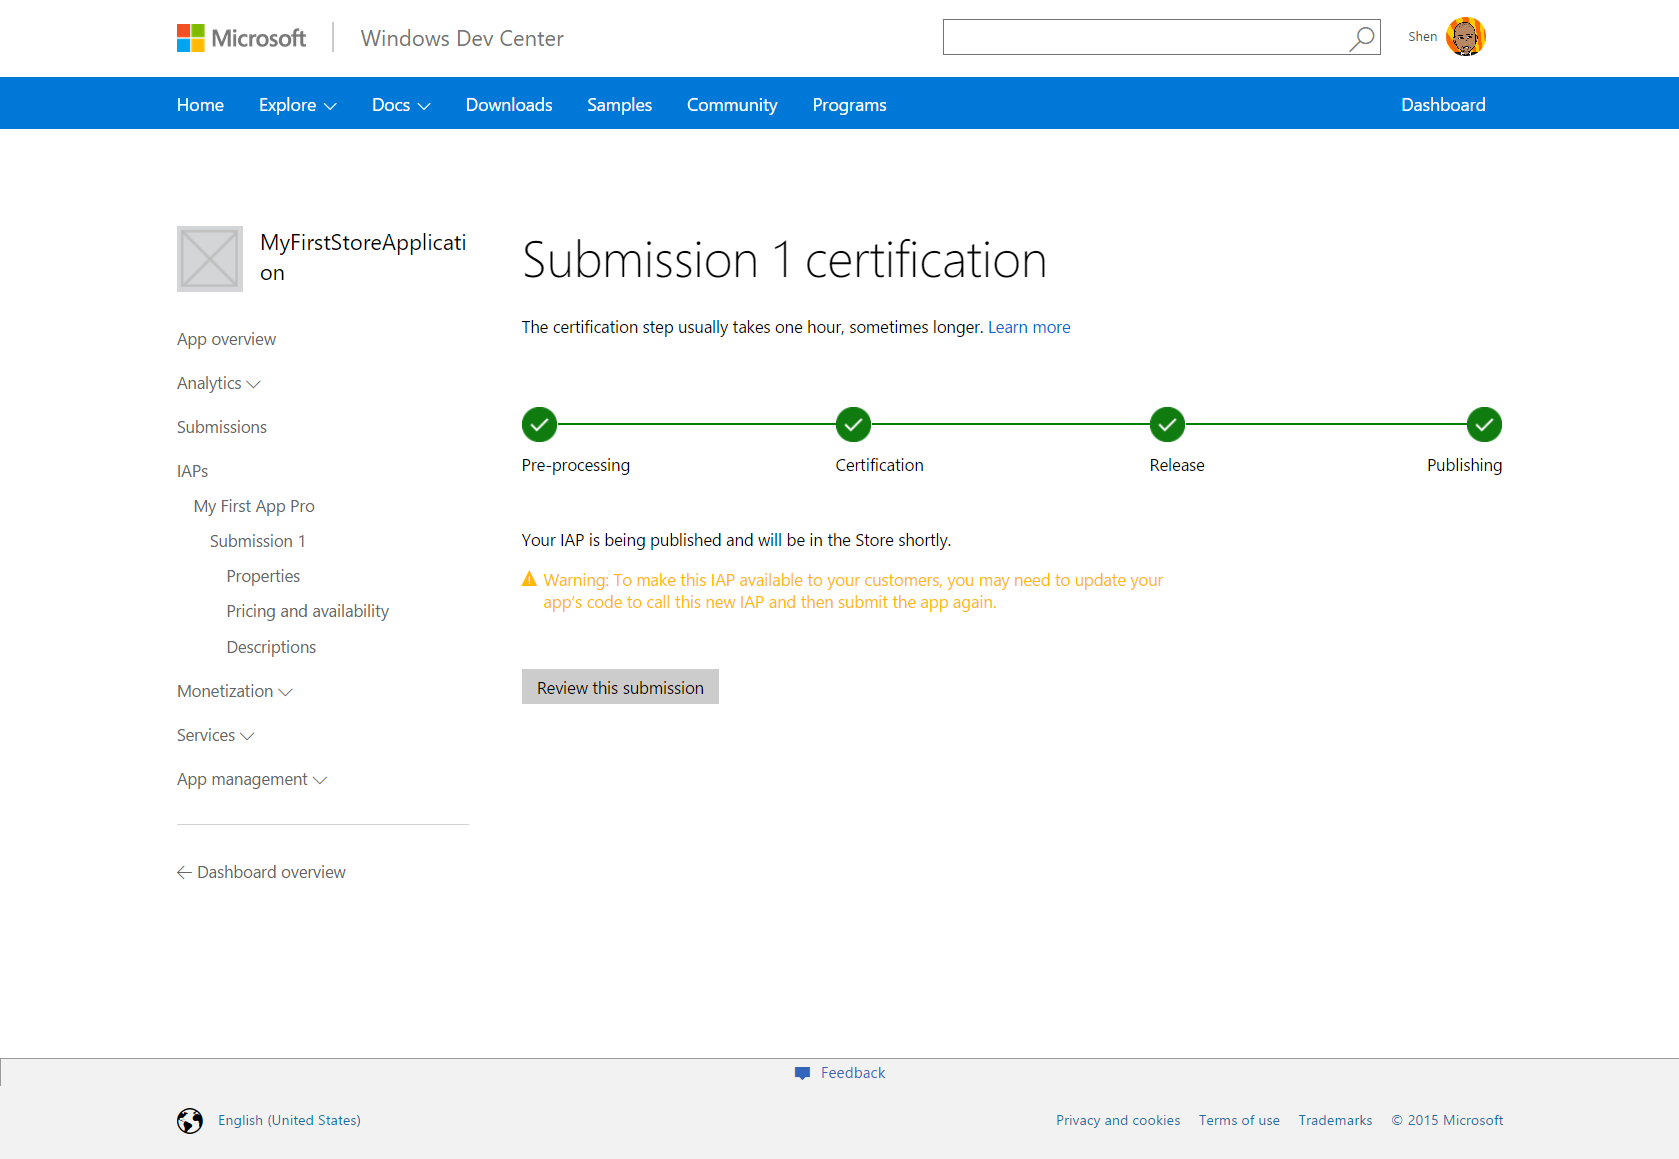 Microsoft
Windows Dev Center
Shen
Home
Explore
Docs
Downloads
Samples
Community
Programs
Dashboard
MyFirstStoreApplicati
on
App overview
Analytics
Submissions
IAPs
My First App Pro
Submission 1
Properties
Pricing and availability
Descriptions
Monetization
Services
App management
Dashboard overview
Submission 1 certification
The certification step usually takes one hour, sometimes longer. Learn more
Pre-processing
Certification
Release
Publishing
Your IAP is being published and will be in the Store shortly.
Warning: To make this IAP available to your customers, you may need to update your
app's code to call this new IAP and then submit the app again.
Review this submission
Feedback
English (United States)
Privacy and cookies
Terms of use
Trademarks
© 2015 Microsoft